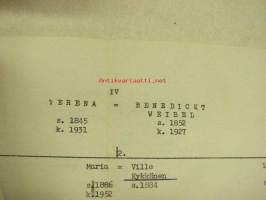 IV
VERENA = BENEDICKT
WEIBEL
s. 1845 s. 1852
k. 1931 k. 1927
2.
Maria = Ville
Kykkänen
s.1886 s.1884
k.1952
antikvariaatti.net